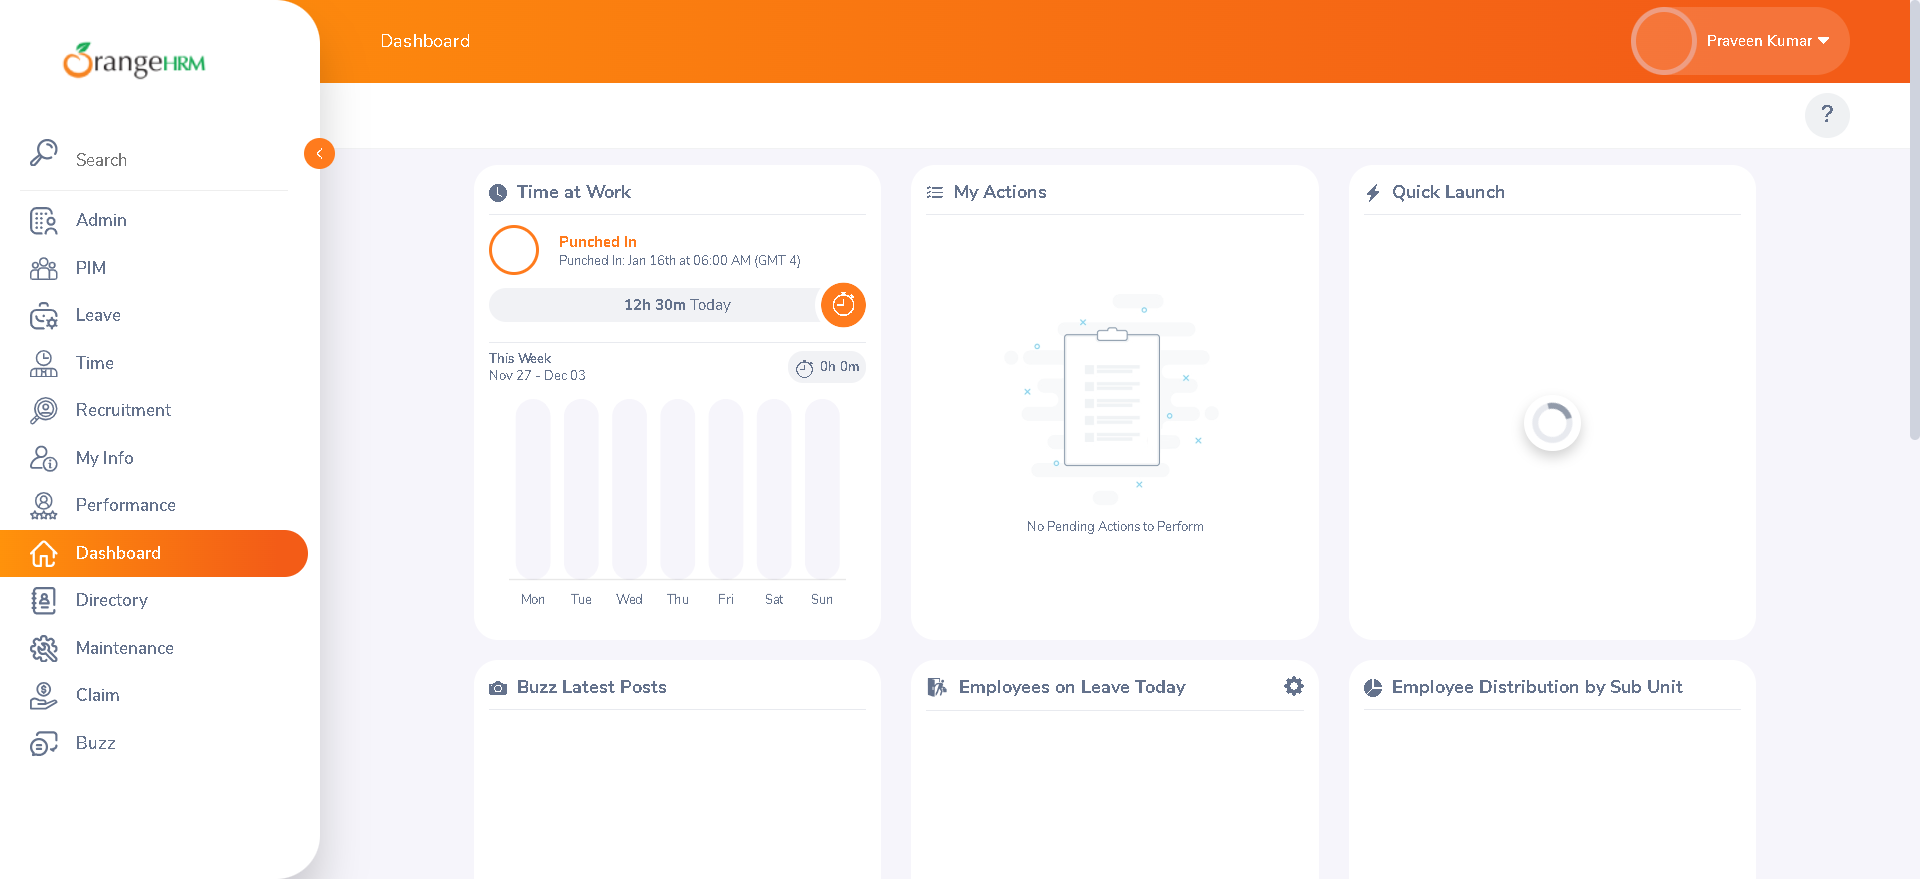 OrangeHRM
Search
Admin
PIM
Leave
Time
Recruitment
My Info
Performance
Dashboard
Directory
Maintenance
Claim
Buzz
Dashboard
Praveen Kumar
?
Time at Work
Punched In
Punched In: Jan 16th at 06:00 AM (GMT 4)
12h 30m Today
This Week
Nov 27 - Dec 03
0h 0m
Mon Tue Wed Thu Fri Sat Sun
My Actions
No Pending Actions to Perform
Quick Launch
Buzz Latest Posts
Employees on Leave Today
Employee Distribution by Sub Unit